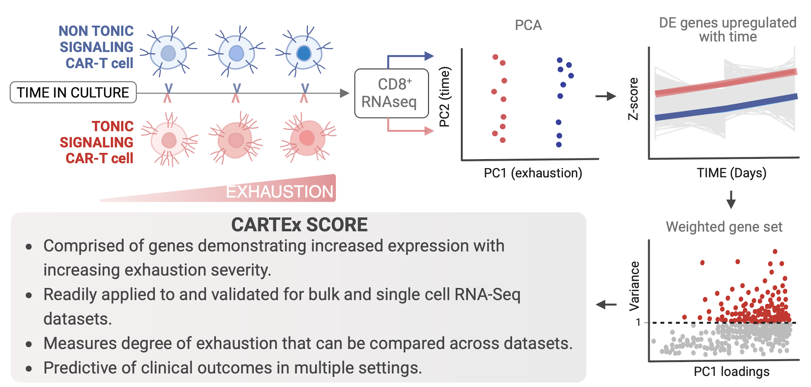 NON TONIC
SIGNALING
CAR-T cell
TIME IN CULTURE
TONIC
SIGNALING
CAR-T cell
EXHAUSTION
CD8⁺
RNAseq
PCA
PC2 (time)
PC1 (exhaustion)
DE genes upregulated
with time
Z-score
TIME (Days)
Weighted gene set
Variance
1
PC1 loadings
CARTEx SCORE
• Comprised of genes demonstrating increased expression with
increasing exhaustion severity.
• Readily applied to and validated for bulk and single cell RNA-Seq
datasets.
• Measures degree of exhaustion that can be compared across datasets.
• Predictive of clinical outcomes in multiple settings.